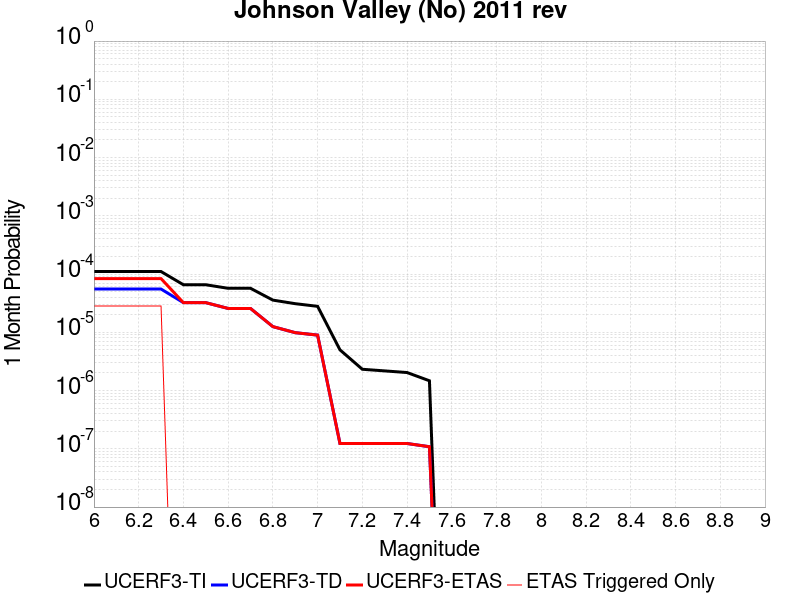 Johnson Valley (No) 2011 rev
10^0
10^-1
10^-2
10^-3
10^-4
10^-5
10^-6
10^-7
10^-8
1 Month Probability
6 6.2 6.4 6.6 6.8 7 7.2 7.4 7.6 7.8 8 8.2 8.4 8.6 8.8 9
Magnitude
UCERF3-TI UCERF3-TD UCERF3-ETAS ETAS Triggered Only